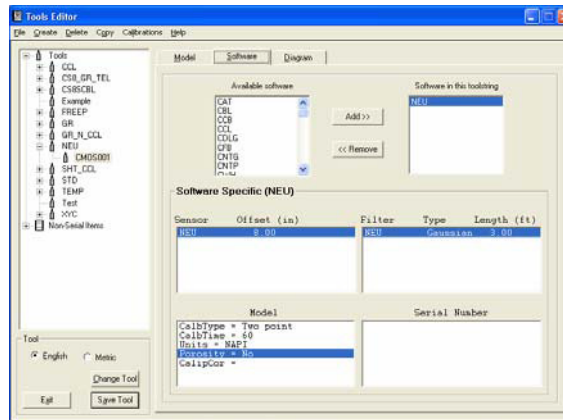 Tools Editor
File Create Delete Copy Calibrations Help
Tools
CCL
CS8_GR_TEL
CS85CBL
Example
FREEP
GR
GR_N_CCL
NEU
CMOS001
SHT_CCL
STD
TEMP
Test
XYC
Non-Serial Items
Tool
English Metric
Change Tool
Exit Save Tool
Model Software Diagram
Available software
CAT
CBL
CCB
CCL
CDLG
CFB
CNTG
CNTP
Add >>
<< Remove
Software in this toolstring
NEU
Software Specific (NEU)
Sensor Offset (in)
NEU 8.00
Filter Type Length (ft)
NEU Gaussian 3.00
Model
CalbType = Two point
CalbTime = 60
Units = NAPI
Porosity = No
CalipCor =
Serial Number